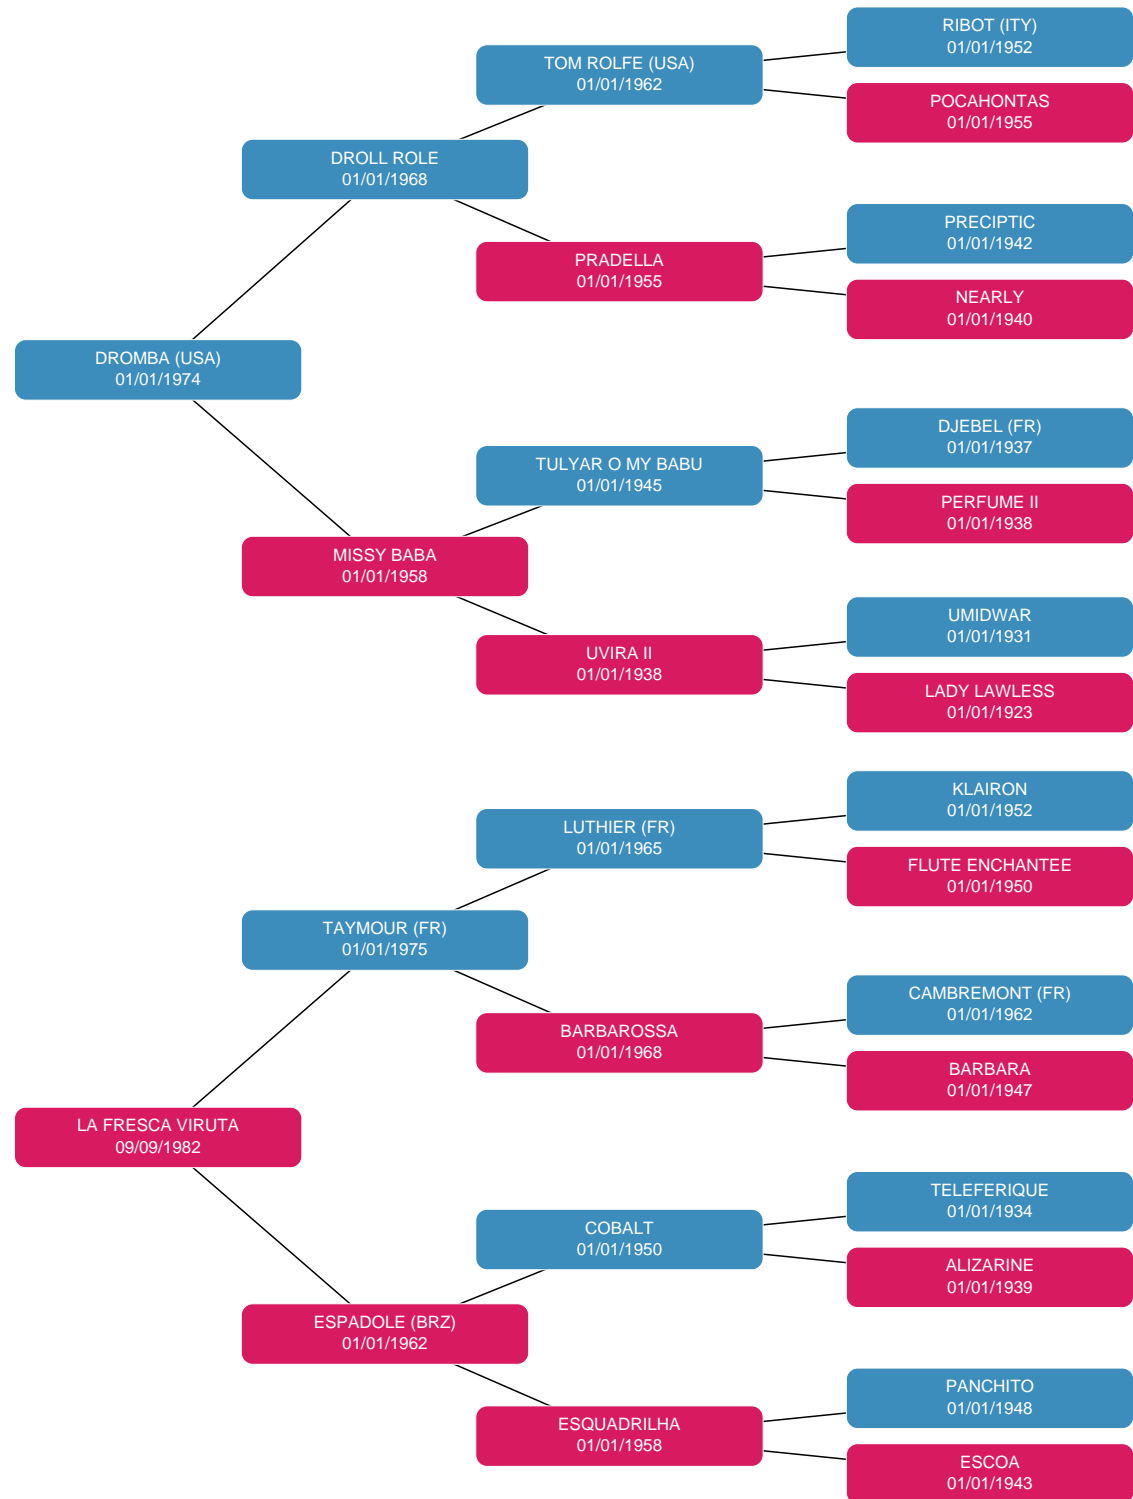 RIBOT (ITY)
01/01/1952
TOM ROLFE (USA)
01/01/1962
POCAHONTAS
01/01/1955
DROLL ROLE
01/01/1968
PRECIPTIC
01/01/1942
PRADELLA
01/01/1955
NEARLY
01/01/1940
DROMBA (USA)
01/01/1974
DJEBEL (FR)
01/01/1937
TULYAR O MY BABU
01/01/1945
PERFUME II
01/01/1938
MISSY BABA
01/01/1958
UMIDWAR
01/01/1931
UVIRA II
01/01/1938
LADY LAWLESS
01/01/1923
KLAIRON
01/01/1952
LUTHIER (FR)
01/01/1965
FLUTE ENCHANTEE
01/01/1950
TAYMOUR (FR)
01/01/1975
CAMBREMONT (FR)
01/01/1962
BARBAROSSA
01/01/1968
BARBARA
01/01/1947
LA FRESCA VIRUTA
09/09/1982
TELEFERIQUE
01/01/1934
COBALT
01/01/1950
ALIZARINE
01/01/1939
ESPADOLE (BRZ)
01/01/1962
PANCHITO
01/01/1948
ESQUADRILHA
01/01/1958
ESCOA
01/01/1943